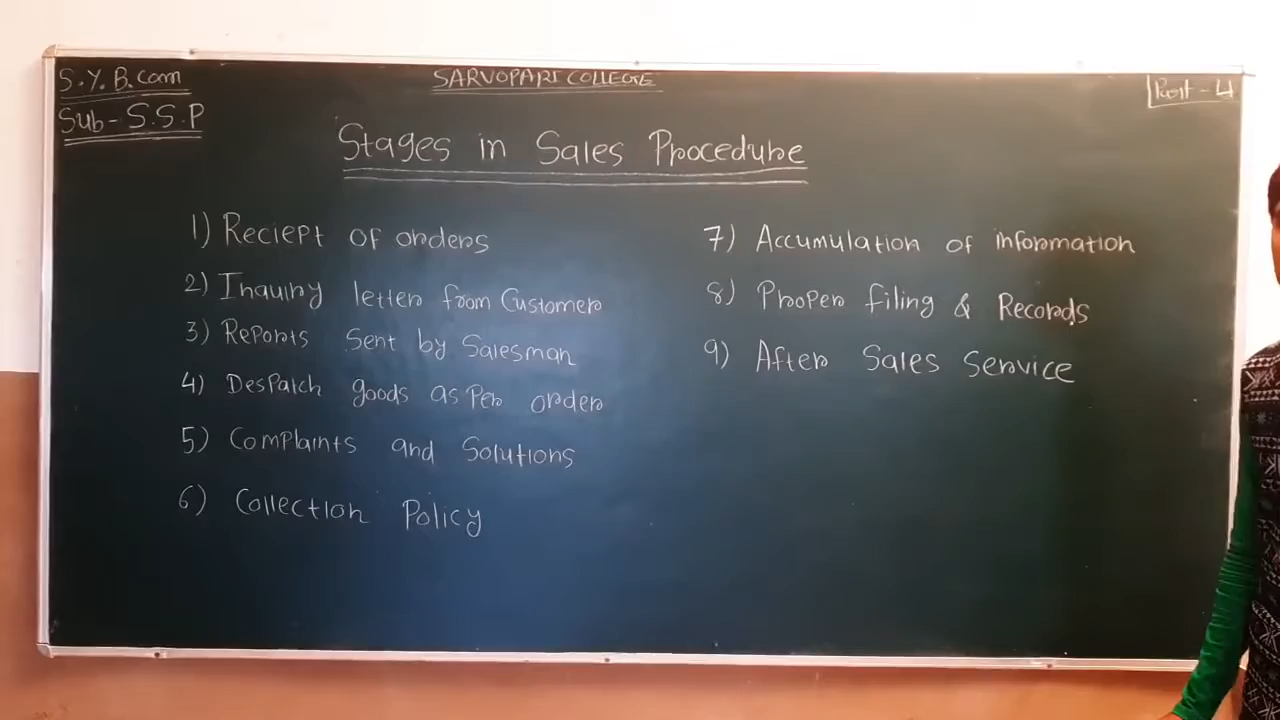 S.Y. B.Com
SARVOPARI COLLEGE
Part - 4
Sub - S.S.P
Stages in Sales Procedure
1) Reciept of orders
2) Inquiry letter from Customer
3) Reports Sent by Salesman
4) Despatch goods as Per order
5) Complaints and Solutions
6) Collection Policy
7) Accumulation of information
8) Proper filing & Records
9) After Sales Service